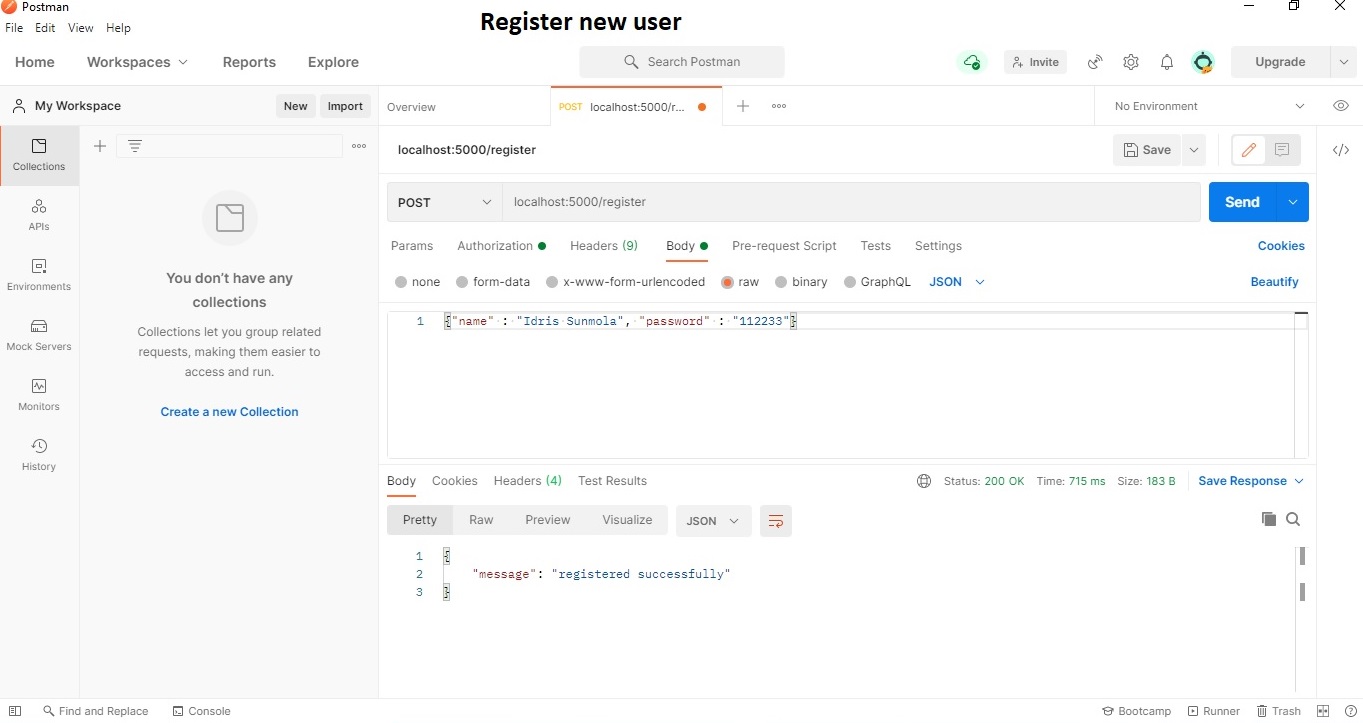 Postman
Register new user
File Edit View Help
Home Workspaces Reports Explore Search Postman Invite Upgrade
My Workspace New Import Overview POST localhost:5000/r... No Environment
Collections
APIs
Environments
Mock Servers
Monitors
History
You don't have any
collections
Collections let you group related
requests, making them easier to
access and run.
Create a new Collection
localhost:5000/register Save
POST localhost:5000/register Send
Params Authorization Headers (9) Body Pre-request Script Tests Settings Cookies
none form-data x-www-form-urlencoded raw binary GraphQL JSON Beautify
1 {"name" : "Idris Sunmola", "password" : "112233"}
Body Cookies Headers (4) Test Results Status: 200 OK Time: 715 ms Size: 183 B Save Response
Pretty Raw Preview Visualize JSON
1 {
2 "message": "registered successfully"
3 }
Find and Replace Console Bootcamp Runner Trash